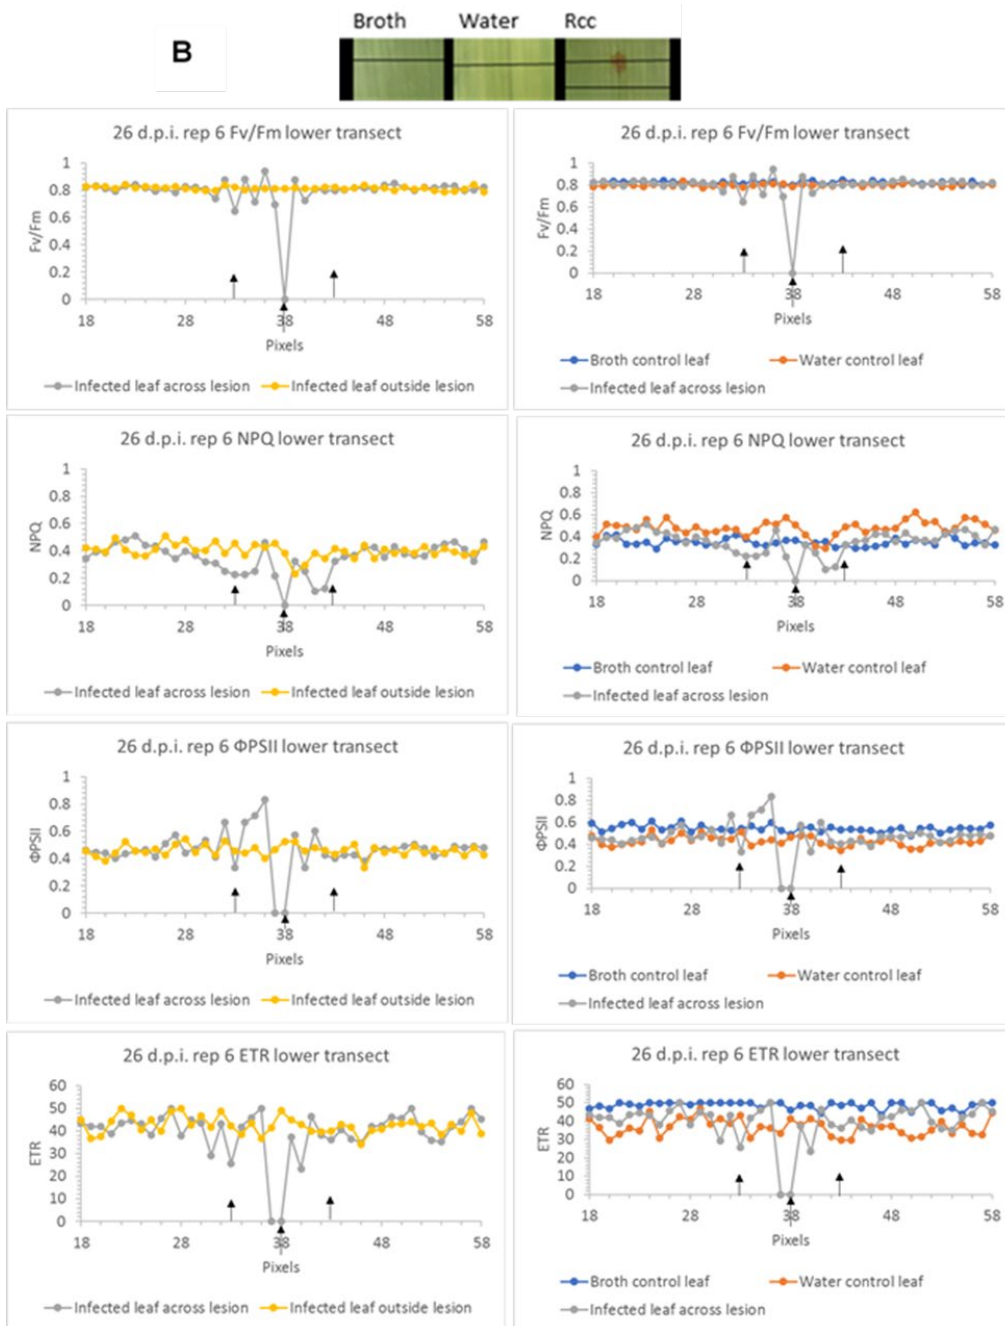 B
Broth Water Rcc
26 d.p.i. rep 6 Fv/Fm lower transect
1
0.8
0.6
0.4
0.2
0
Fv/Fm
18 28 38 48 58
Pixels
Infected leaf across lesion Infected leaf outside lesion
26 d.p.i. rep 6 Fv/Fm lower transect
1
0.8
0.6
0.4
0.2
0
Fv/Fm
18 28 38 48 58
Pixels
Broth control leaf Water control leaf
Infected leaf across lesion
26 d.p.i. rep 6 NPQ lower transect
1
0.8
0.6
0.4
0.2
0
NPQ
18 28 38 48 58
Pixels
Infected leaf across lesion Infected leaf outside lesion
26 d.p.i. rep 6 NPQ lower transect
1
0.8
0.6
0.4
0.2
0
NPQ
18 28 38 48 58
Pixels
Broth control leaf Water control leaf
Infected leaf across lesion
26 d.p.i. rep 6 ΦPSII lower transect
1
0.8
0.6
0.4
0.2
0
ΦPSII
18 28 38 48 58
Pixels
Infected leaf across lesion Infected leaf outside lesion
26 d.p.i. rep 6 ΦPSII lower transect
1
0.8
0.6
0.4
0.2
0
ΦPSII
18 28 38 48 58
Pixels
Broth control leaf Water control leaf
Infected leaf across lesion
26 d.p.i. rep 6 ETR lower transect
60
50
40
30
20
10
0
ETR
18 28 38 48 58
Pixels
Infected leaf across lesion Infected leaf outside lesion
26 d.p.i. rep 6 ETR lower transect
60
50
40
30
20
10
0
ETR
18 28 38 48 58
Pixels
Broth control leaf Water control leaf
Infected leaf across lesion